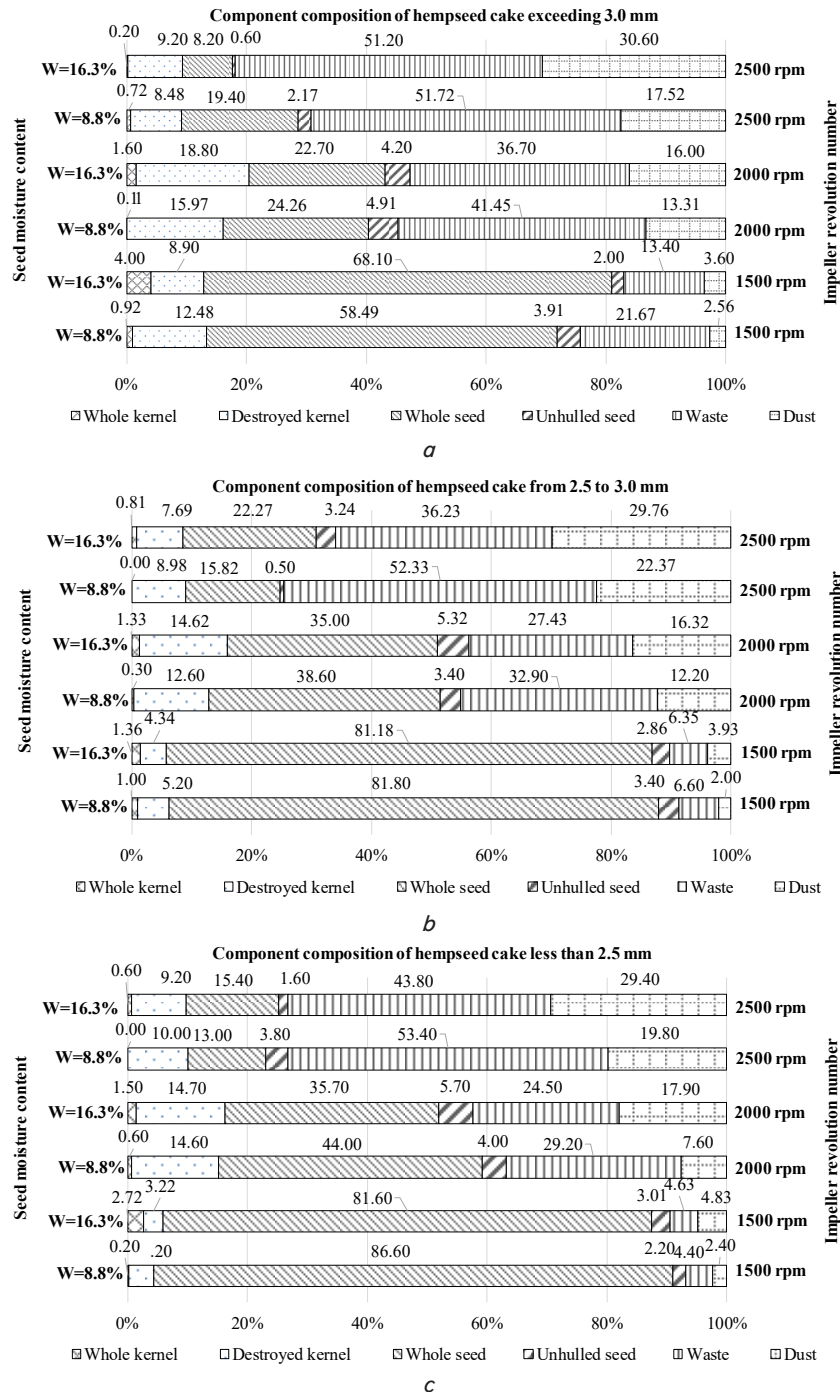 Component composition of hempseed cake exceeding 3.0 mm
Seed moisture content
Impeller revolution number
0.20 9.20 8.20 0.60 51.20 30.60
W=16.3% 2500 rpm
0.72 8.48 19.40 2.17 51.72 17.52
W=8.8% 2500 rpm
1.60 18.80 22.70 4.20 36.70 16.00
W=16.3% 2000 rpm
0.11 15.97 24.26 4.91 41.45 13.31
W=8.8% 2000 rpm
4.00 8.90 68.10 2.00 13.40 3.60
W=16.3% 1500 rpm
0.92 12.48 58.49 3.91 21.67 2.56
W=8.8% 1500 rpm
0% 20% 40% 60% 80% 100%
Whole kernel Destroyed kernel Whole seed Unhulled seed Waste Dust
a
Component composition of hempseed cake from 2.5 to 3.0 mm
Seed moisture content
Impeller revolution number
0.81 7.69 22.27 3.24 36.23 29.76
W=16.3% 2500 rpm
0.00 8.98 15.82 0.50 52.33 22.37
W=8.8% 2500 rpm
1.33 14.62 35.00 5.32 27.43 16.32
W=16.3% 2000 rpm
0.30 12.60 38.60 3.40 32.90 12.20
W=8.8% 2000 rpm
1.36 4.34 81.18 2.86 6.35 3.93
W=16.3% 1500 rpm
1.00 5.20 81.80 3.40 6.60 2.00
W=8.8% 1500 rpm
0% 20% 40% 60% 80% 100%
Whole kernel Destroyed kernel Whole seed Unhulled seed Waste Dust
b
Component composition of hempseed cake less than 2.5 mm
Seed moisture content
Impeller revolution number
0.60 9.20 15.40 1.60 43.80 29.40
W=16.3% 2500 rpm
0.00 10.00 13.00 3.80 53.40 19.80
W=8.8% 2500 rpm
1.50 14.70 35.70 5.70 24.50 17.90
W=16.3% 2000 rpm
0.60 14.60 44.00 4.00 29.20 7.60
W=8.8% 2000 rpm
2.72 3.22 81.60 3.01 4.63 4.83
W=16.3% 1500 rpm
0.20 .20 86.60 2.20 4.40 2.40
W=8.8% 1500 rpm
0% 20% 40% 60% 80% 100%
Whole kernel Destroyed kernel Whole seed Unhulled seed Waste Dust
c